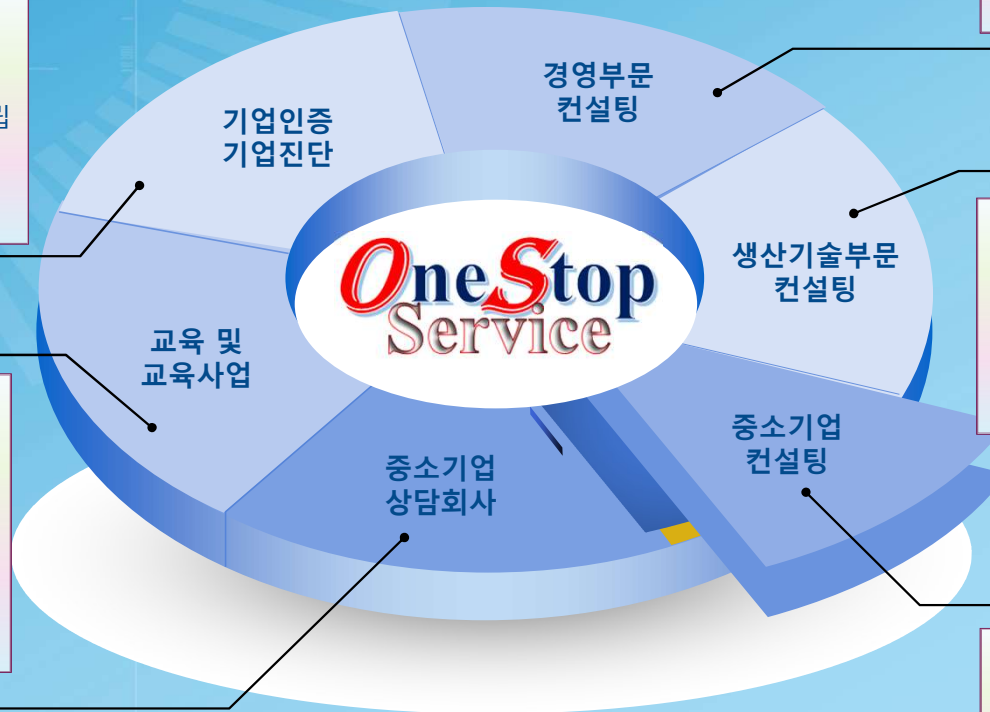 경영부문
컨설팅
기업인증
기업진단
생산기술부문
컨설팅
OneStop
Service
교육 및
교육사업
중소기업
컨설팅
중소기업
상담회사